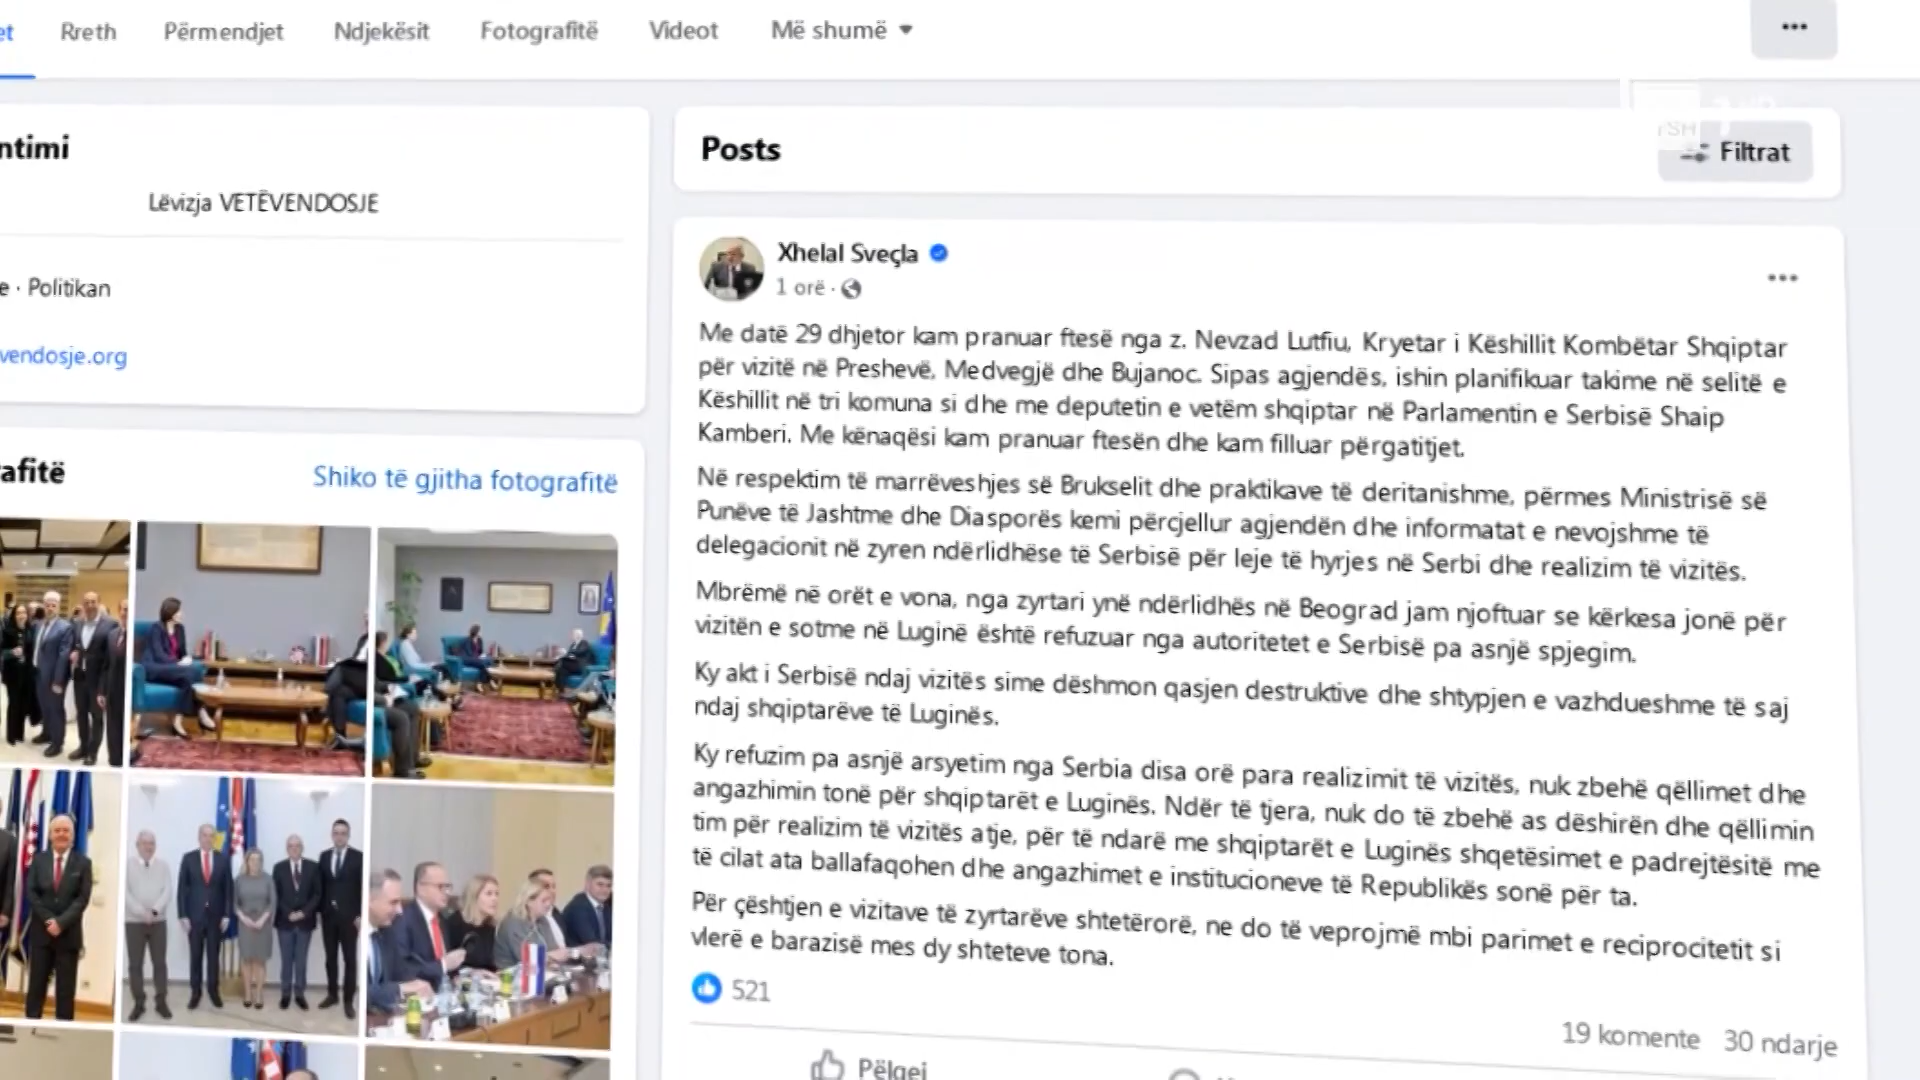 et Rreth Përmendjet Ndjekësit Fotografitë Videot Më shumë
ntimi
Lëvizja VETËVENDOSJE
e · Politikan
vendosje.org
afitë
Shiko të gjitha fotografitë
Posts
Filtrat
Xhelal Sveçla
1 orë ·
Me datë 29 dhjetor kam pranuar ftesë nga z. Nevzad Lutfiu, Kryetar i Këshillit Kombëtar Shqiptar
për vizitë në Preshevë, Medvegjë dhe Bujanoc. Sipas agjendës, ishin planifikuar takime në selitë e
Këshillit në tri komuna si dhe me deputetin e vetëm shqiptar në Parlamentin e Serbisë Shaip
Kamberi. Me kënaqësi kam pranuar ftesën dhe kam filluar përgatitjet.
Në respektim të marrëveshjes së Brukselit dhe praktikave të deritanishme, përmes Ministrisë së
Punëve të Jashtme dhe Diasporës kemi përcjellur agjendën dhe informatat e nevojshme të
delegacionit në zyren ndërlidhëse të Serbisë për leje të hyrjes në Serbi dhe realizim të vizitës.
Mbrëmë në orët e vona, nga zyrtari ynë ndërlidhës në Beograd jam njoftuar se kërkesa jonë për
vizitën e sotme në Luginë është refuzuar nga autoritetet e Serbisë pa asnjë spjegim.
Ky akt i Serbisë ndaj vizitës sime dëshmon qasjen destruktive dhe shtypjen e vazhdueshme të saj
ndaj shqiptarëve të Luginës.
Ky refuzim pa asnjë arsyetim nga Serbia disa orë para realizimit të vizitës, nuk zbehë qëllimet dhe
angazhimin tonë për shqiptarët e Luginës. Ndër të tjera, nuk do të zbehë as dëshirën dhe qëllimin
tim për realizim të vizitës atje, për të ndarë me shqiptarët e Luginës shqetësimet e padrejtësitë me
të cilat ata ballafaqohen dhe angazhimet e institucioneve të Republikës sonë për ta.
Për çështjen e vizitave të zyrtarëve shtetërorë, ne do të veprojmë mbi parimet e reciprocitetit si
vlerë e barazisë mes dy shteteve tona.
521
19 komente 30 ndarje
Pëlqej